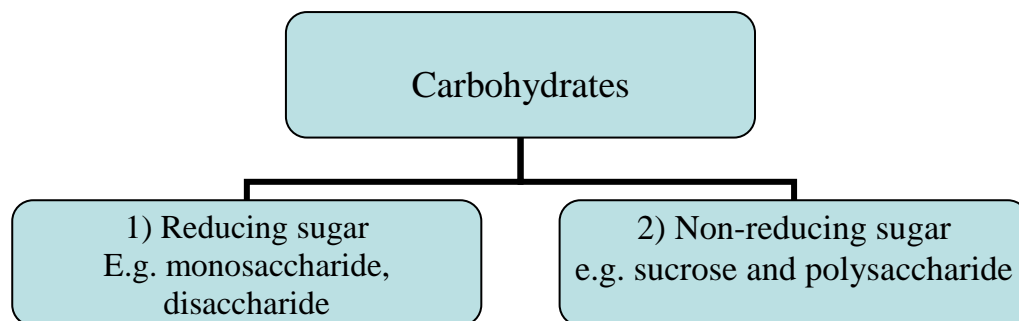 Carbohydrates
1) Reducing sugar
E.g. monosaccharide,
disaccharide
2) Non-reducing sugar
e.g. sucrose and polysaccharide